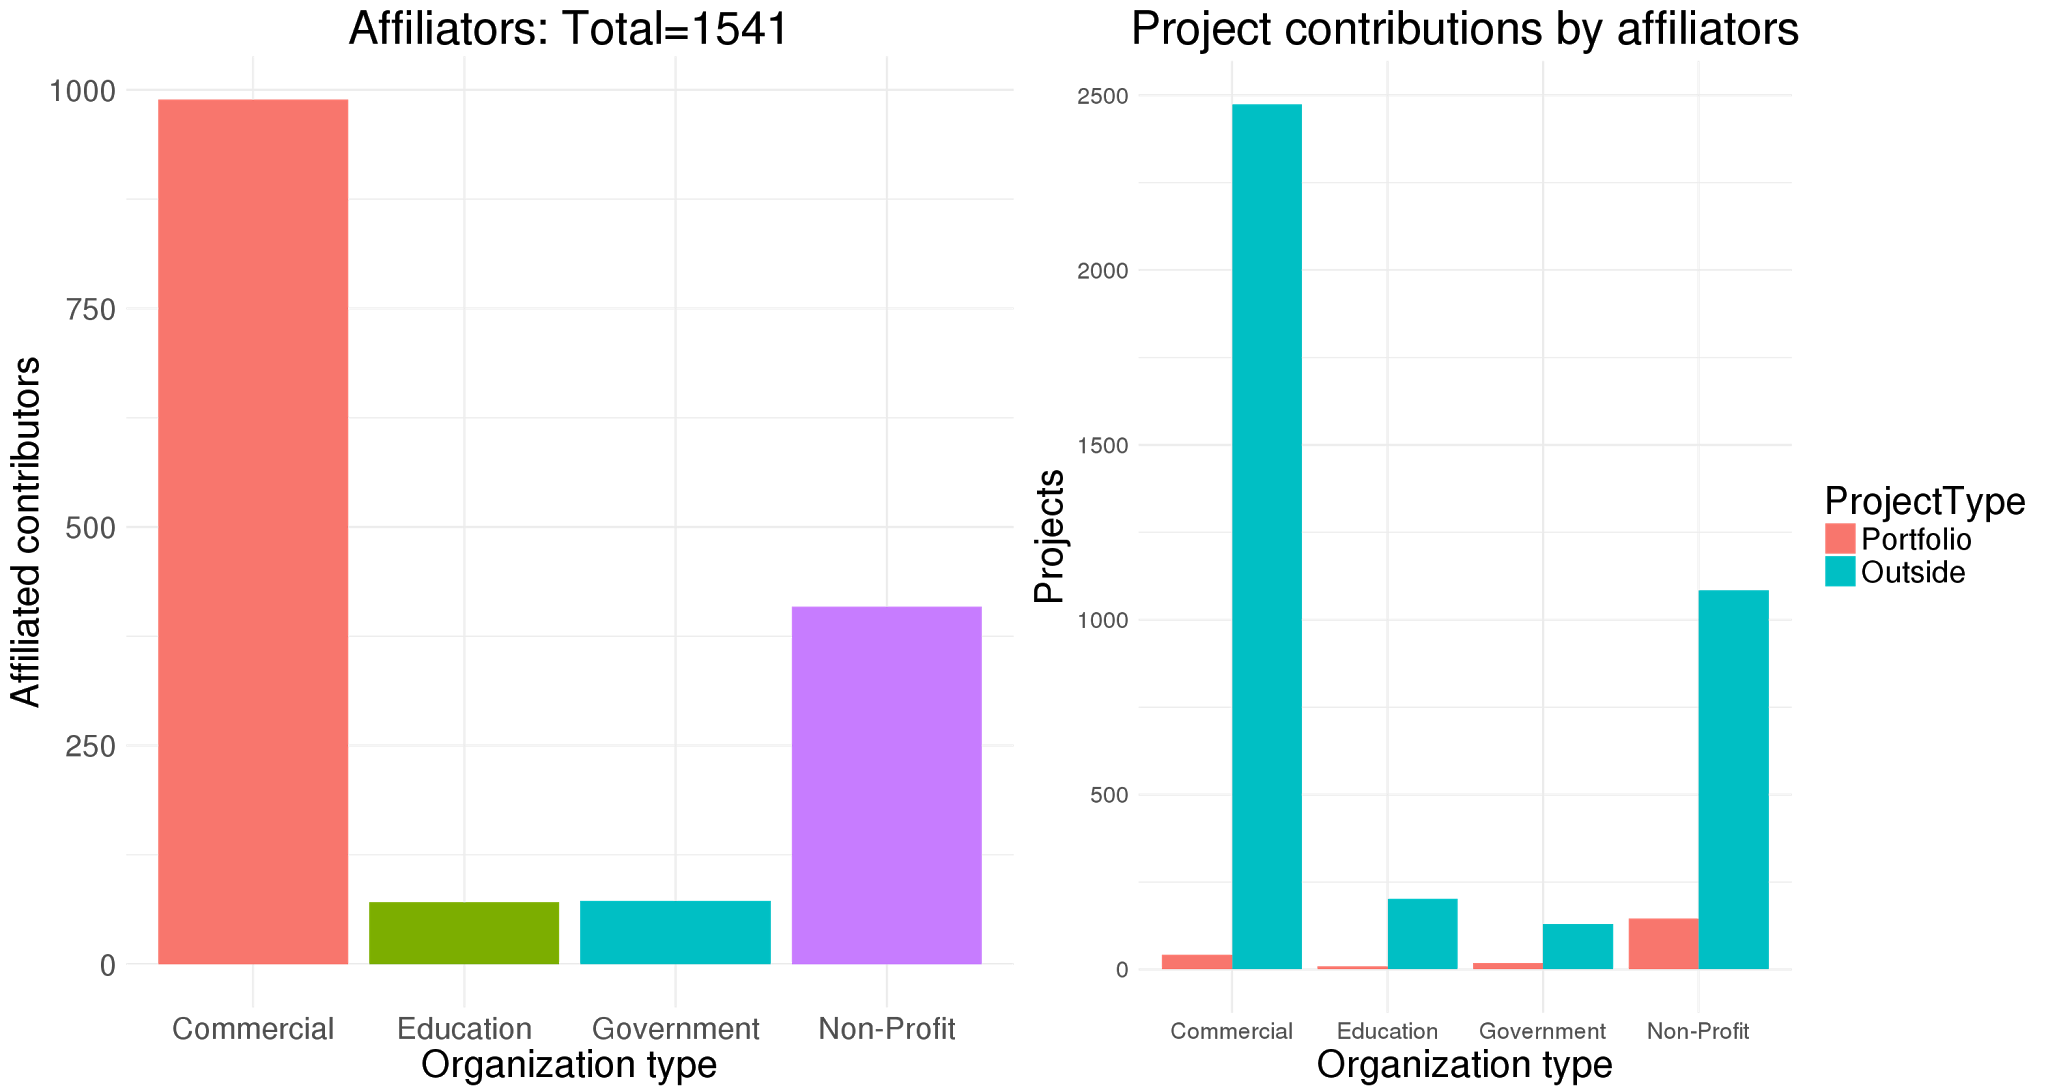 Affiliators: Total=1541
Affiliated contributors
1000
750
500
250
0
Commercial
Education
Government
Non-Profit
Organization type
Project contributions by affiliators
Projects
2500
2000
1500
1000
500
0
Commercial
Education
Government
Non-Profit
Organization type
ProjectType
Portfolio
Outside